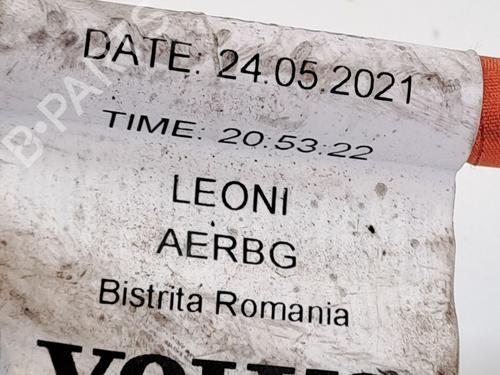 DATE: 24.05.2021
TIME: 20:53:22
LEONI
AERBG
Bistrita Romania